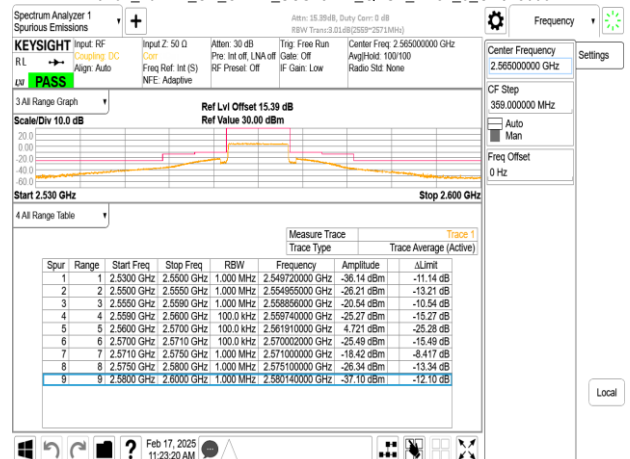 Spectrum Analyzer 1
Spurious Emissions
Atten: 15.39dB, Duty Corr: 0 dB
RBW Trans:3.01dB(2559~2571MHz)
Frequency
KEYSIGHT
RL
PASS
Input: RF
Coupling: DC
Align: Auto
Input Z: 50 Ω
Corr
Freq Ref: Int (S)
NFE: Adaptive
Atten: 30 dB
Pre: Int off, LNA off
RF Presel: Off
Trig: Free Run
Gate: Off
IF Gain: Low
Center Freq: 2.565000000 GHz
Avg|Hold: 100/100
Radio Std: None
Center Frequency
2.565000000 GHz
Settings
CF Step
359.000000 MHz
Auto
Man
Freq Offset
0 Hz
3 All Range Graph
Scale/Div 10.0 dB
Ref Lvl Offset 15.39 dB
Ref Value 30.00 dBm
20.0
0.00
-20.0
-40.0
-60.0
Start 2.530 GHz
Stop 2.600 GHz
4 All Range Table
Measure Trace Trace 1
Trace Type Trace Average (Active)
Spur Range Start Freq Stop Freq RBW Frequency Amplitude ΔLimit
1 1 2.5300 GHz 2.5500 GHz 1.000 MHz 2.549720000 GHz -36.14 dBm -11.14 dB
2 2 2.5500 GHz 2.5550 GHz 1.000 MHz 2.554955000 GHz -26.21 dBm -13.21 dB
3 3 2.5550 GHz 2.5590 GHz 1.000 MHz 2.558856000 GHz -20.54 dBm -10.54 dB
4 4 2.5590 GHz 2.5600 GHz 100.0 kHz 2.559740000 GHz -25.27 dBm -15.27 dB
5 5 2.5600 GHz 2.5700 GHz 100.0 kHz 2.561910000 GHz 4.721 dBm -25.28 dB
6 6 2.5700 GHz 2.5710 GHz 100.0 kHz 2.570002000 GHz -25.49 dBm -15.49 dB
7 7 2.5710 GHz 2.5750 GHz 1.000 MHz 2.571000000 GHz -18.42 dBm -8.417 dB
8 8 2.5750 GHz 2.5800 GHz 1.000 MHz 2.575100000 GHz -26.34 dBm -13.34 dB
9 9 2.5800 GHz 2.6000 GHz 1.000 MHz 2.580140000 GHz -37.10 dBm -12.10 dB
Local
Feb 17, 2025
11:23:20 AM